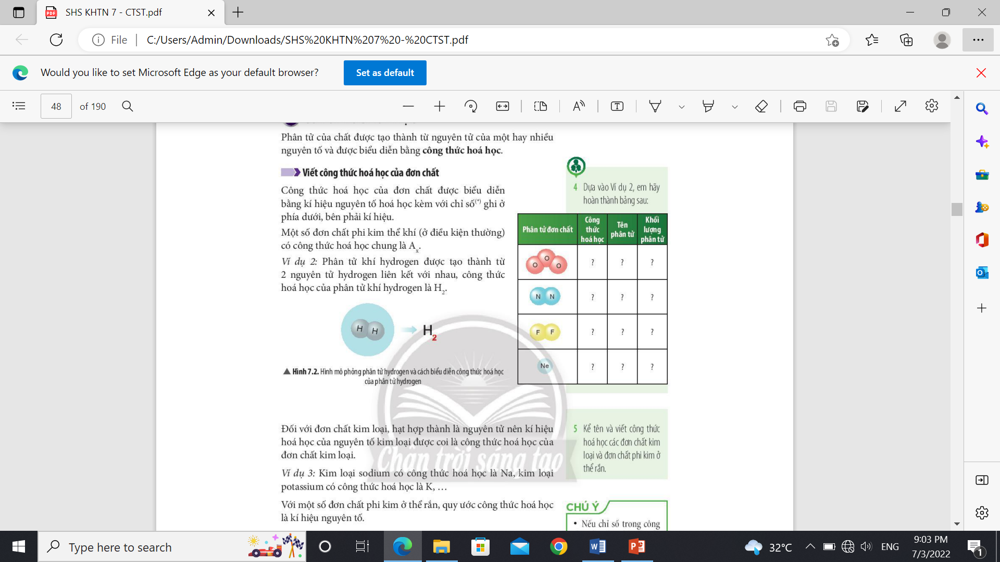 SHS KHTN 7 - CTST.pdf
File
C:/Users/Admin/Downloads/SHS%20KHTN%207%20-%20CTST.pdf
Would you like to set Microsoft Edge as your default browser?
Set as default
48 of 190
Phân tử của chất được tạo thành từ nguyên tử của một hay nhiều
nguyên tố và được biểu diễn bằng công thức hoá học.
Viết công thức hoá học của đơn chất
Công thức hoá học của đơn chất được biểu diễn
bằng kí hiệu nguyên tố hoá học kèm với chỉ số(*) ghi ở
phía dưới, bên phải kí hiệu.
Một số đơn chất phi kim thể khí (ở điều kiện thường)
có công thức hoá học chung là Ax.
Ví dụ 2: Phân tử khí hydrogen được tạo thành từ
2 nguyên tử hydrogen liên kết với nhau, công thức
hoá học của phân tử khí hydrogen là H2.
H H H2
▲ Hình 7.2. Hình mô phỏng phân tử hydrogen và cách biểu diễn công thức hoá học
của phân tử hydrogen
4 Dựa vào Ví dụ 2, em hãy
hoàn thành bảng sau:
Phân tử đơn chất
Công
thức
hoá học
Tên
phân tử
Khối
lượng
phân tử
O O O ? ? ?
N N ? ? ?
F F ? ? ?
Ne ? ? ?
Đối với đơn chất kim loại, hạt hợp thành là nguyên tử nên kí hiệu
hoá học của nguyên tố kim loại được coi là công thức hoá học của
đơn chất kim loại.
Ví dụ 3: Kim loại sodium có công thức hoá học là Na, kim loại
potassium có công thức hoá học là K, …
Với một số đơn chất phi kim ở thể rắn, quy ước công thức hoá học
là kí hiệu nguyên tố.
Chân trời sáng tạo
5 Kể tên và viết công thức
hoá học các đơn chất kim
loại và đơn chất phi kim ở
thể rắn.
CHÚ Ý
• Nếu chỉ số trong công
Type here to search
32°C
ENG
9:03 PM
7/3/2022
1